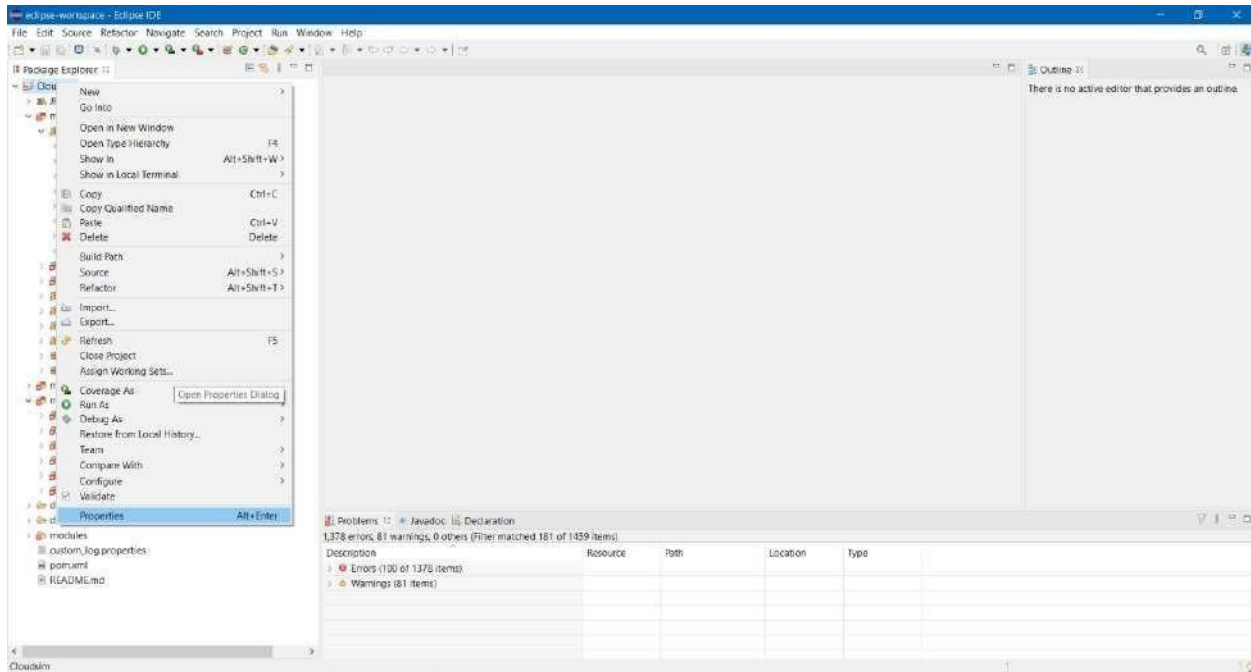 eclipse-workspace - Eclipse IDE
File Edit Source Refactor Navigate Search Project Run Window Help
Package Explorer
Outline
There is no active editor that provides an outline.
Clou
New
Go Into
Open in New Window
Open Type Hierarchy F4
Show In Alt+Shift+W >
Show in Local Terminal >
Copy Ctrl+C
Copy Qualified Name
Paste Ctrl+V
Delete Delete
Build Path >
Source Alt+Shift+S >
Refactor Alt+Shift+T >
Import...
Export...
Refresh F5
Close Project
Assign Working Sets...
Coverage As
Open Properties Dialog
Run As
Debug As >
Restore from Local History...
Team >
Compare With >
Configure >
Validate
Properties Alt+Enter
modules
custom_log.properties
pom.xml
README.md
Problems Javadoc Declaration
1,378 errors, 81 warnings, 0 others (Filter matched 181 of 1459 items)
Description Resource Path Location Type
Errors (100 of 1378 items)
Warnings (81 items)
Cloudsim